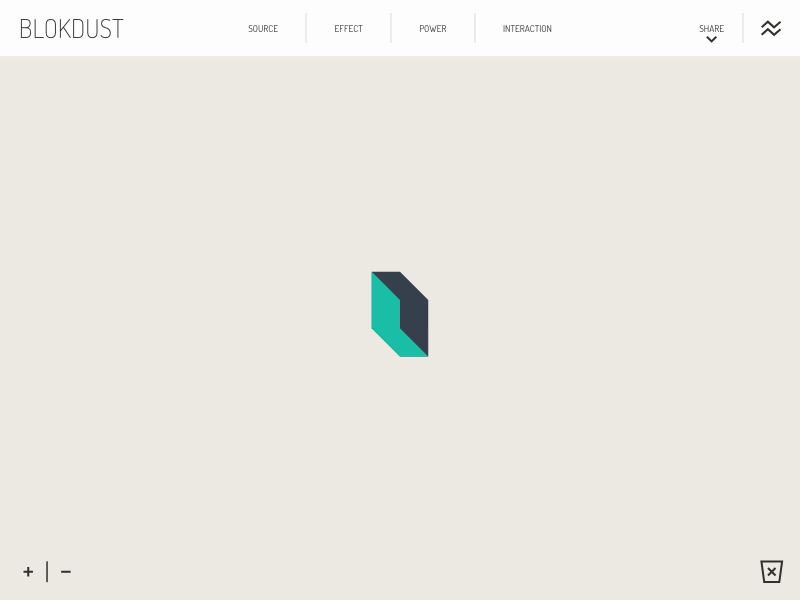 BLOKDUST
SOURCE
EFFECT
POWER
INTERACTION
SHARE